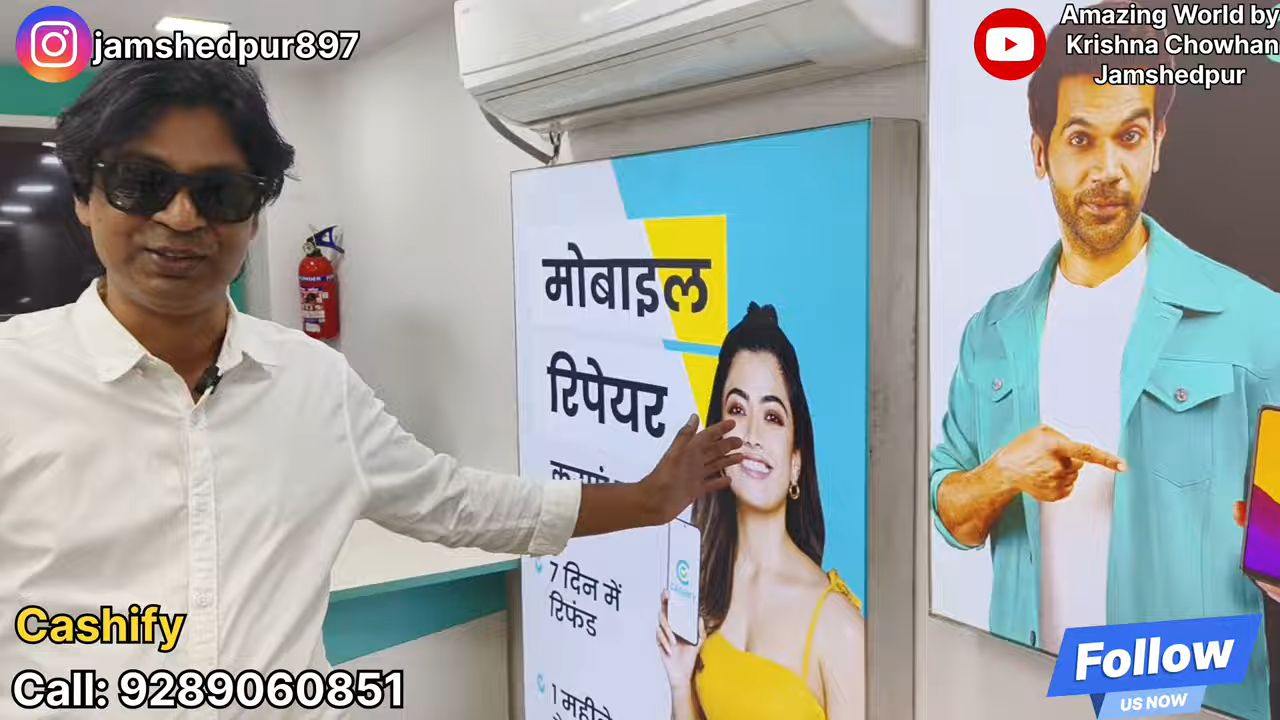 jamshedpur897
Amazing World by
Krishna Chowhan
Jamshedpur
मोबाइल
रिपेयर
7 दिन में
रिफंड
1 महीने
Cashify
Call: 9289060851
Follow
US NOW